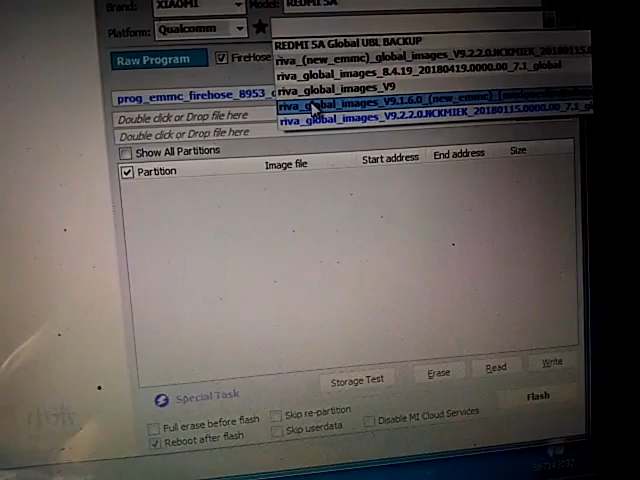 Brand: XIAOMI Model: REDMI 5A
Platform: Qualcomm
REDMI 5A Global UBL BACKUP
Raw Program FireHose riva_(new_emmc)_global_images_V9.2.2.0.NCKMIEK_20180115.0
riva_global_images_8.4.19_20180419.0000.00_7.1_global
riva_global_images_V9
prog_emmc_firehose_8953_ riva_global_images_V9.1.6.0_(new_emmc)_
Double click or Drop file here riva_global_images_V9.2.2.0.NCKMIEK_20180115.0000.00_7.1_gl
Double click or Drop file here
Show All Partitions
Partition Image file Start address End address Size
Storage Test Erase Read Write
Special Task
Full erase before flash Skip re-partition Disable MI Cloud Services Flash
Reboot after flash Skip userdata